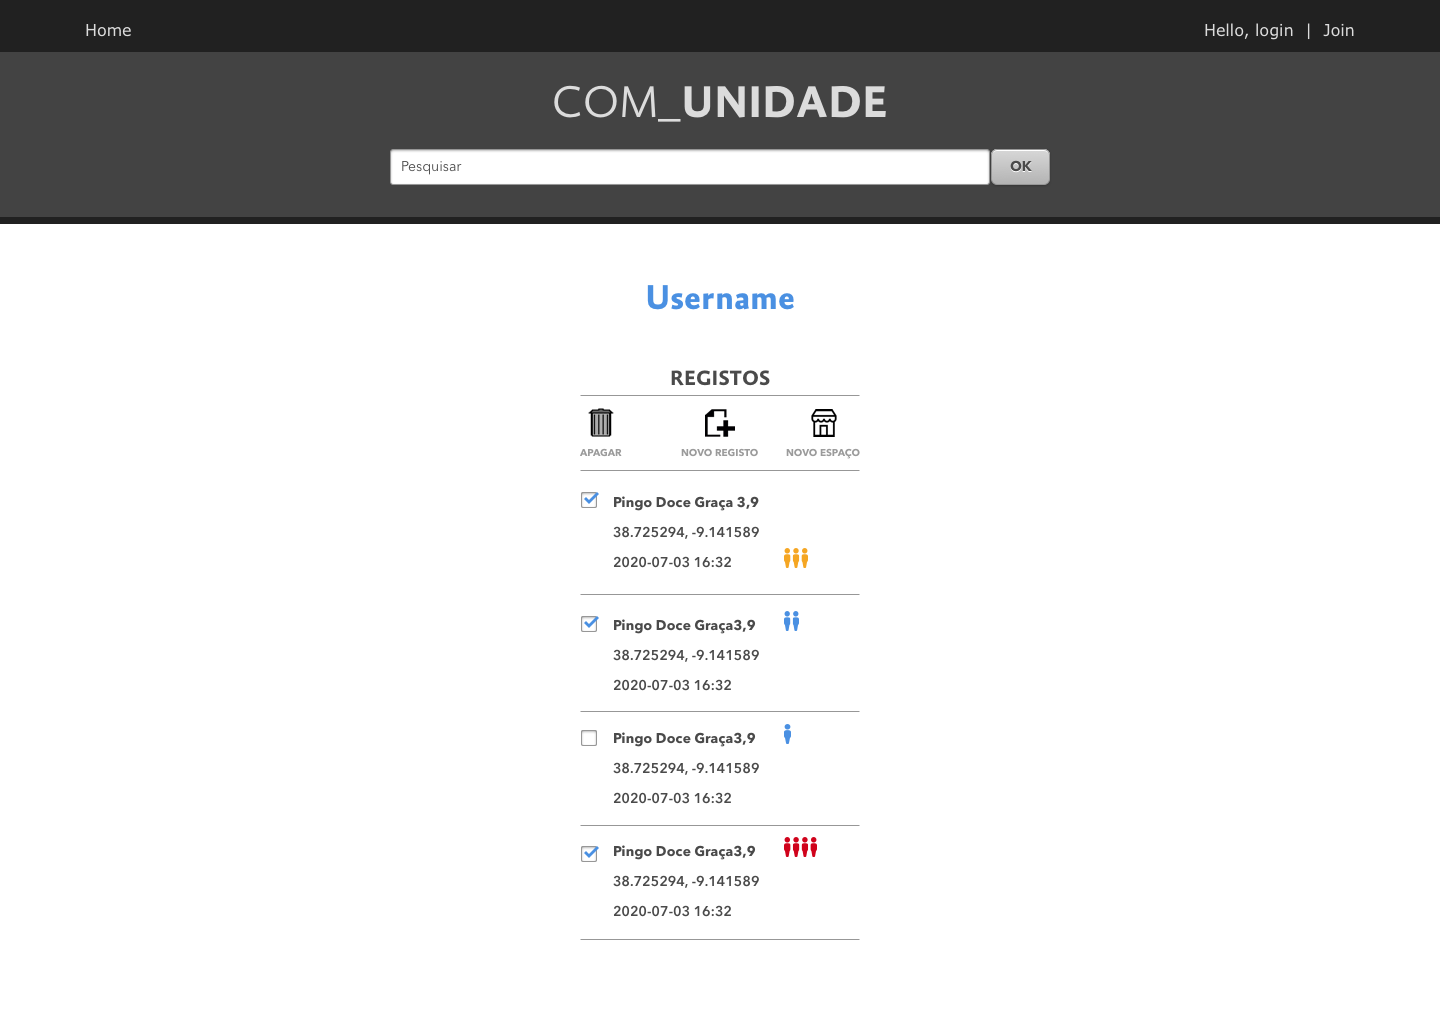 Home
Hello, login | Join
COM_UNIDADE
Pesquisar
OK
Username
REGISTOS
APAGAR
NOVO REGISTO
NOVO ESPAÇO
Pingo Doce Graça 3,9
38.725294, -9.141589
2020-07-03 16:32
Pingo Doce Graça3,9
38.725294, -9.141589
2020-07-03 16:32
Pingo Doce Graça3,9
38.725294, -9.141589
2020-07-03 16:32
Pingo Doce Graça3,9
38.725294, -9.141589
2020-07-03 16:32